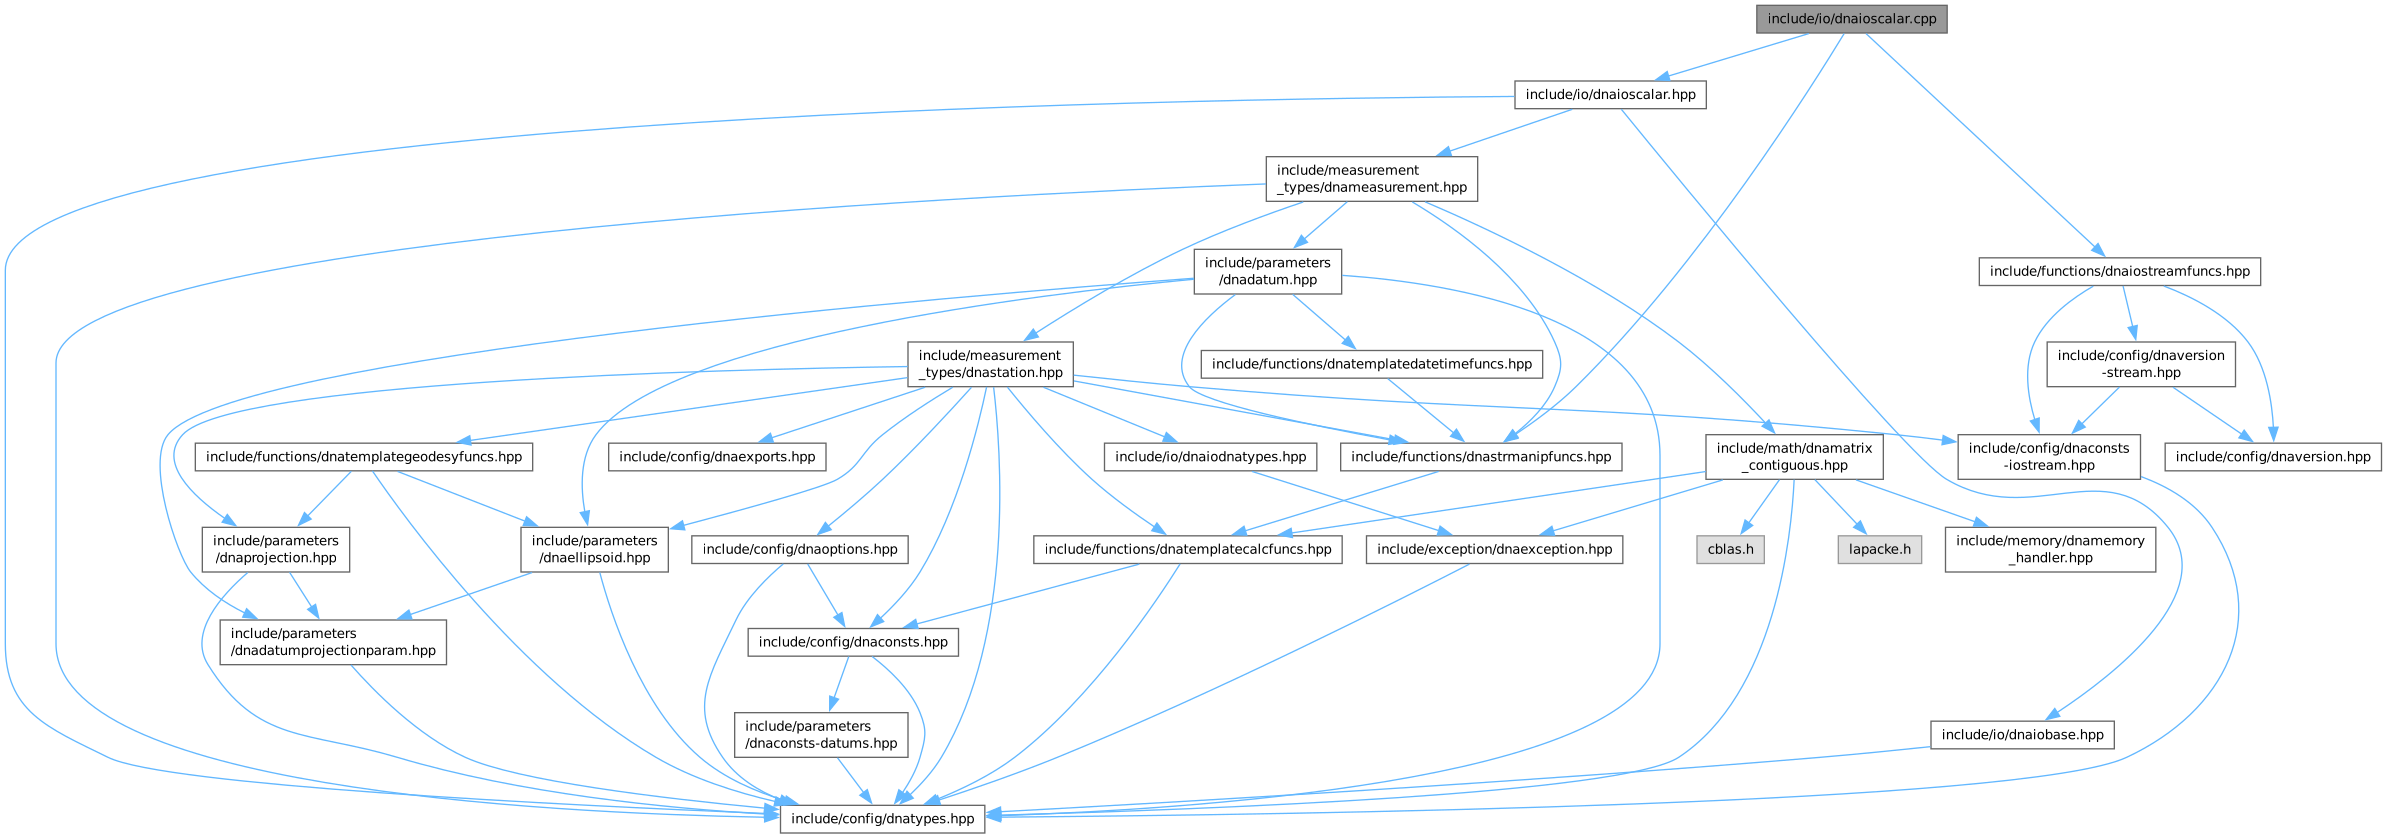 include/io/dnaioscalar.cpp
include/io/dnaioscalar.hpp
include/measurement
_types/dnameasurement.hpp
include/parameters
/dnadatum.hpp
include/functions/dnaiostreamfuncs.hpp
include/measurement
_types/dnastation.hpp
include/functions/dnatemplatedatetimefuncs.hpp
include/config/dnaversion
-stream.hpp
include/functions/dnatemplategeodesyfuncs.hpp
include/config/dnaexports.hpp
include/io/dnaiodnatypes.hpp
include/functions/dnastrmanipfuncs.hpp
include/math/dnamatrix
_contiguous.hpp
include/config/dnaconsts
-iostream.hpp
include/config/dnaversion.hpp
include/parameters
/dnaprojection.hpp
include/parameters
/dnaellipsoid.hpp
include/config/dnaoptions.hpp
include/functions/dnatemplatecalcfuncs.hpp
include/exception/dnaexception.hpp
cblas.h
lapacke.h
include/memory/dnamemory
_handler.hpp
include/parameters
/dnadatumprojectionparam.hpp
include/config/dnaconsts.hpp
include/parameters
/dnaconsts-datums.hpp
include/io/dnaiobase.hpp
include/config/dnatypes.hpp